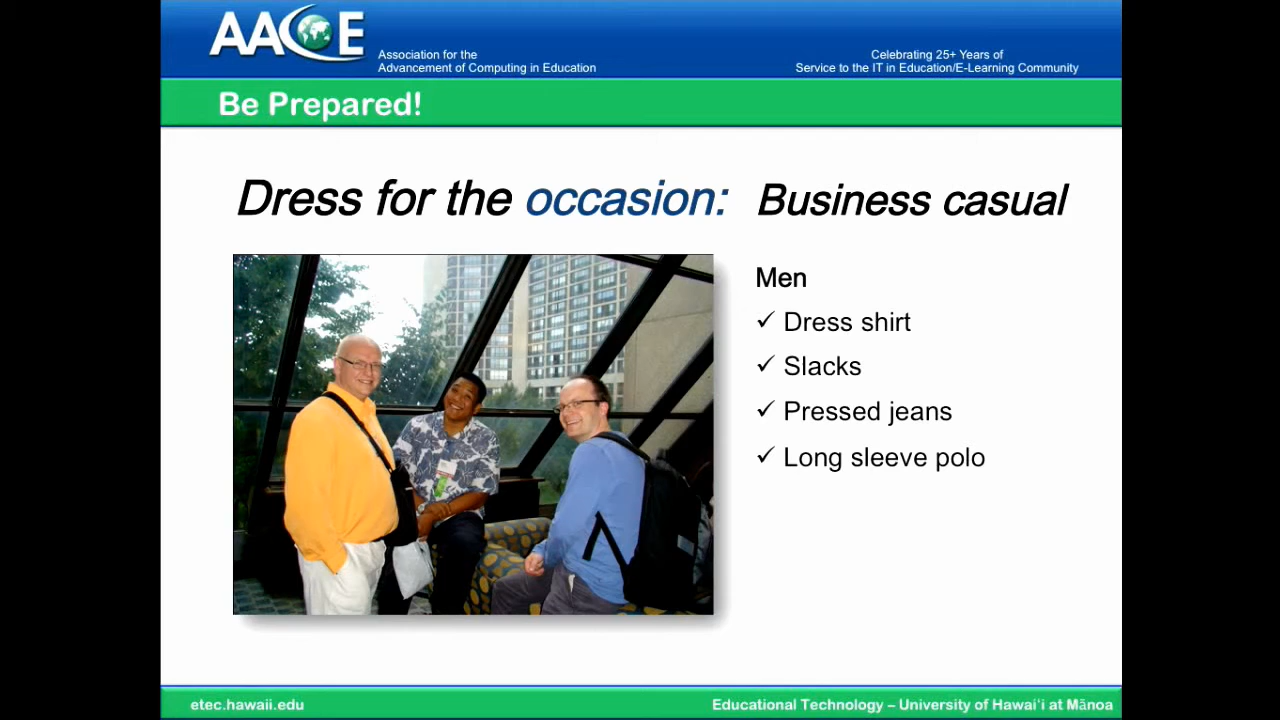 AACE
Association for the
Advancement of Computing in Education
Celebrating 25+ Years of
Service to the IT in Education/E-Learning Community
Be Prepared!
Dress for the occasion: Business casual
Men
✓ Dress shirt
✓ Slacks
✓ Pressed jeans
✓ Long sleeve polo
etec.hawaii.edu
Educational Technology – University of Hawaiʻi at Mānoa